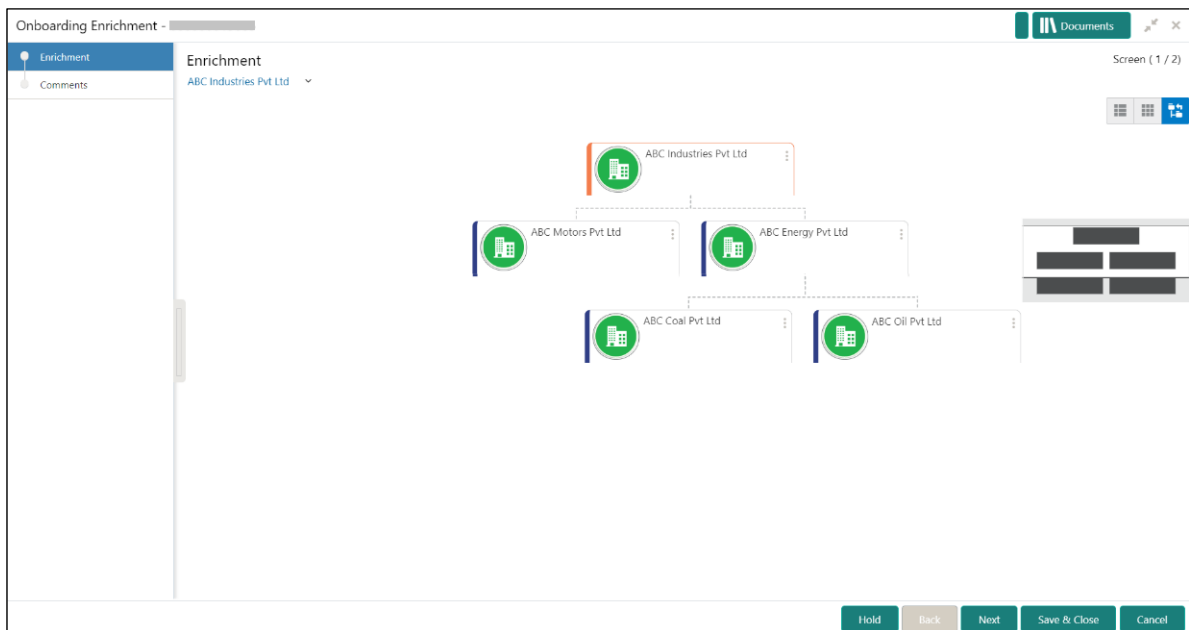 Onboarding Enrichment -
Documents
Enrichment
Comments
Enrichment
Screen ( 1 / 2)
ABC Industries Pvt Ltd
ABC Industries Pvt Ltd
ABC Motors Pvt Ltd
ABC Energy Pvt Ltd
ABC Coal Pvt Ltd
ABC Oil Pvt Ltd
Hold
Back
Next
Save & Close
Cancel